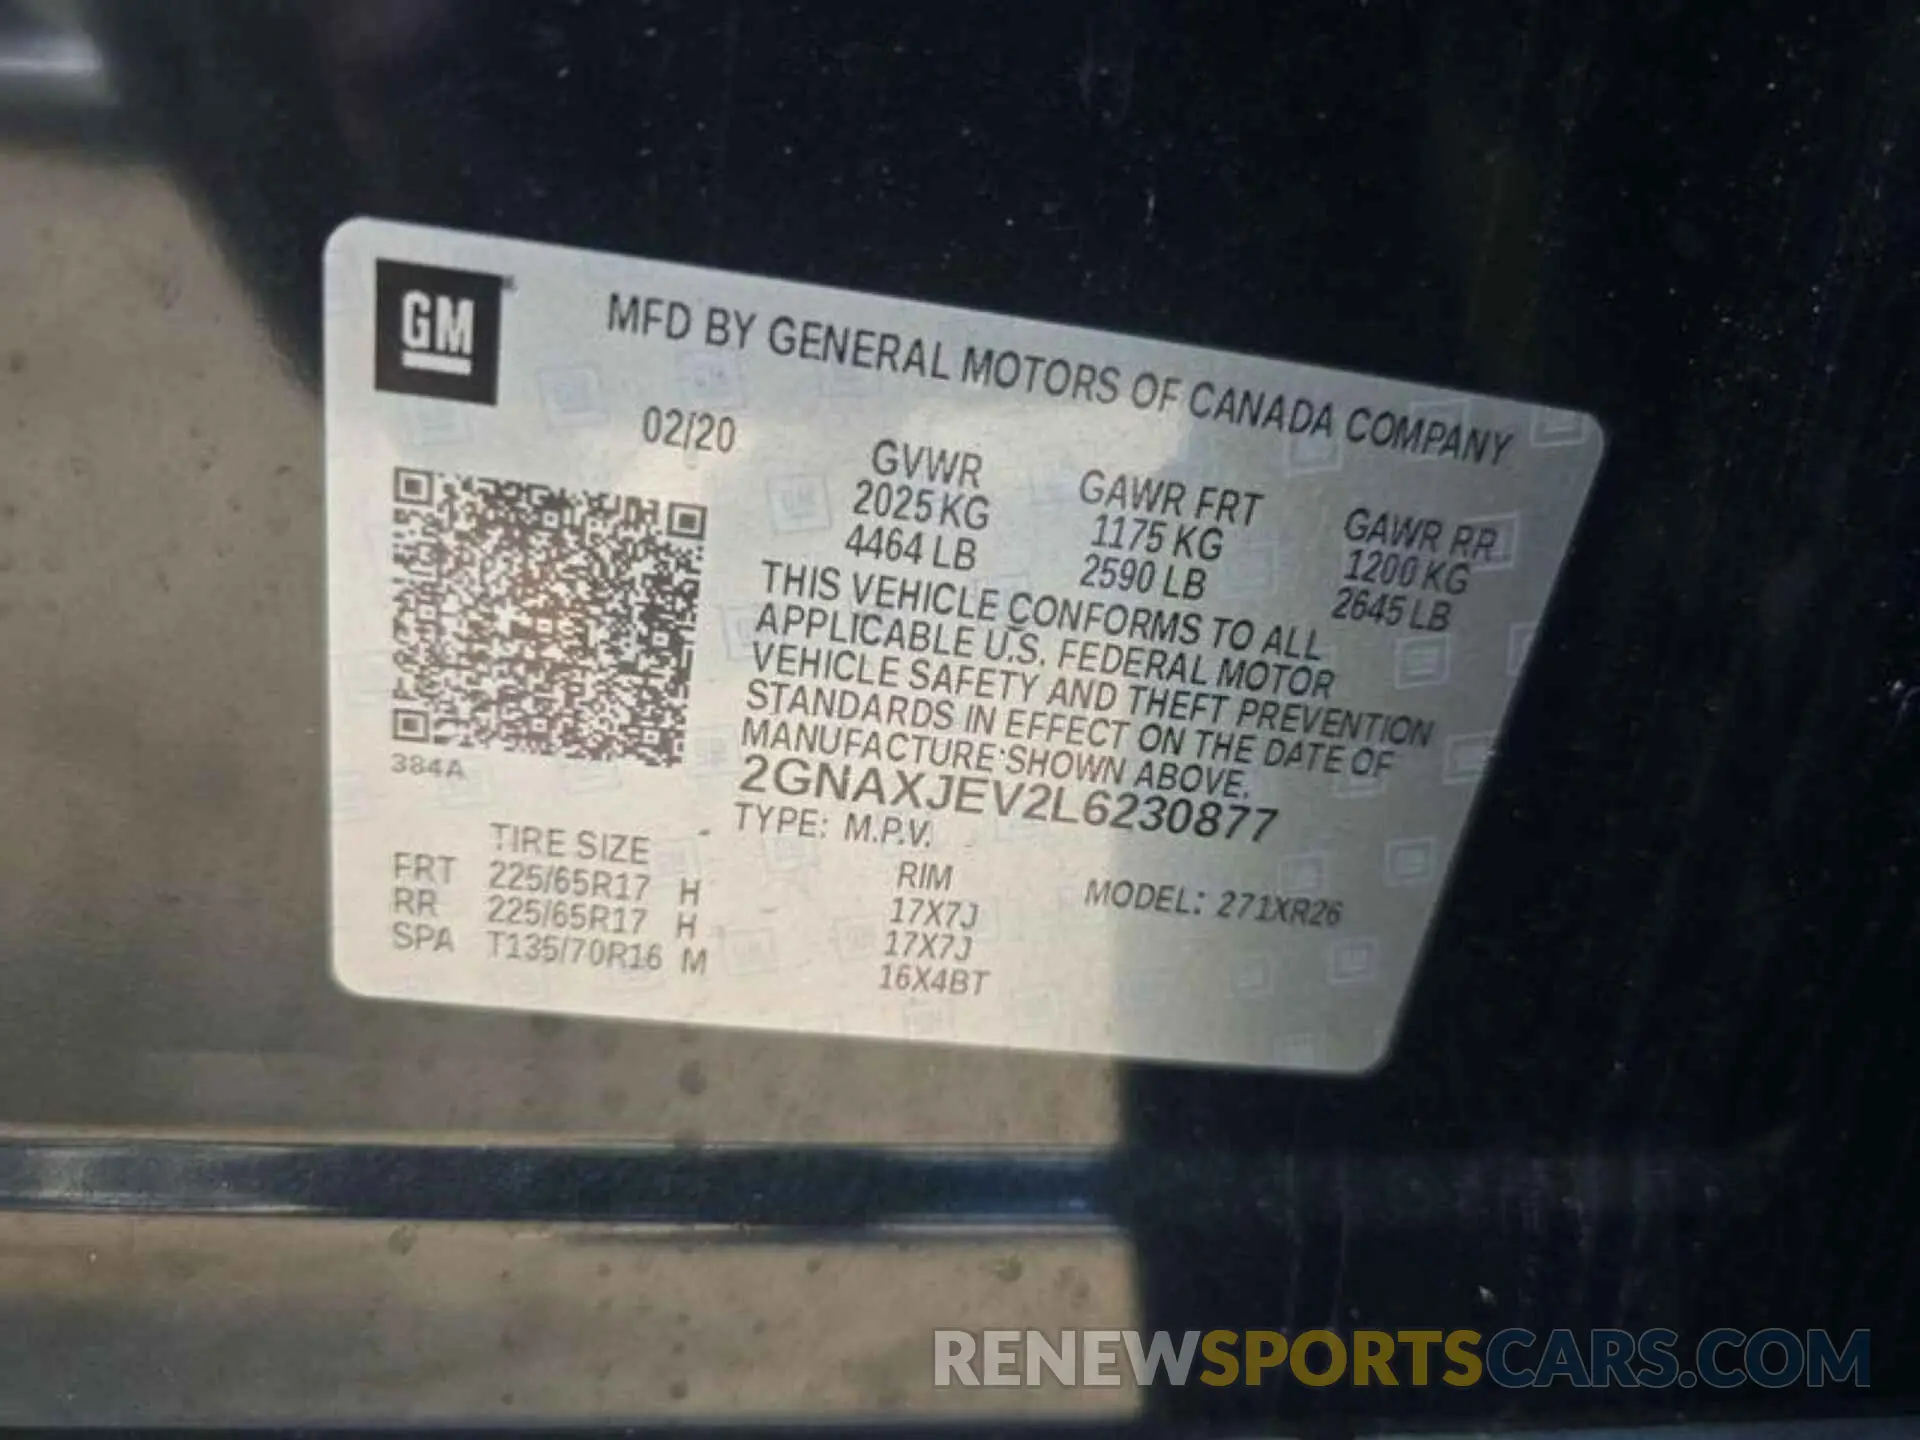 GM
MFD BY GENERAL MOTORS OF CANADA COMPANY
02/20
GVWR GAWR FRT GAWR RR
2025 KG 1175 KG 1200 KG
4464 LB 2590 LB 2645 LB
THIS VEHICLE CONFORMS TO ALL
APPLICABLE U.S. FEDERAL MOTOR
VEHICLE SAFETY AND THEFT PREVENTION
STANDARDS IN EFFECT ON THE DATE OF
MANUFACTURE SHOWN ABOVE.
2GNAXJEV2L6230877
384A
TYPE: M.P.V.
TIRE SIZE RIM MODEL: 271XR26
FRT 225/65R17 H 17X7J
RR 225/65R17 H 17X7J
SPA T135/70R16 M 16X4BT
RENEWSPORTSCARS.COM